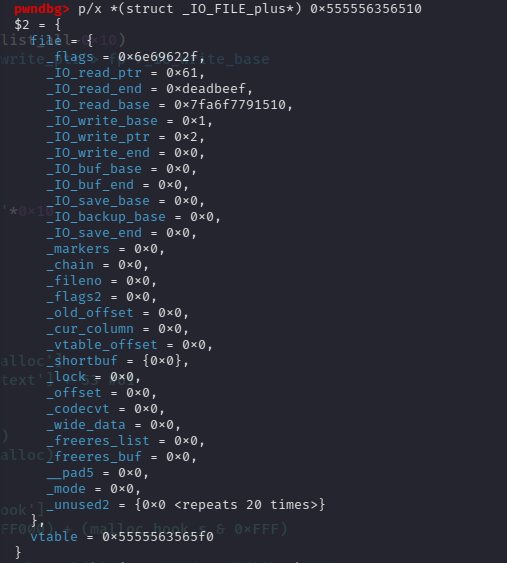 pwndbg> p/x *(struct _IO_FILE_plus*) 0x555556356510
$2 = {
file = {
_flags = 0x6e69622f,
_IO_read_ptr = 0x61,
_IO_read_end = 0xdeadbeef,
_IO_read_base = 0x7fa6f7791510,
_IO_write_base = 0x1,
_IO_write_ptr = 0x2,
_IO_write_end = 0x0,
_IO_buf_base = 0x0,
_IO_buf_end = 0x0,
_IO_save_base = 0x0,
_IO_backup_base = 0x0,
_IO_save_end = 0x0,
_markers = 0x0,
_chain = 0x0,
_fileno = 0x0,
_flags2 = 0x0,
_old_offset = 0x0,
_cur_column = 0x0,
_vtable_offset = 0x0,
_shortbuf = {0x0},
_lock = 0x0,
_offset = 0x0,
_codecvt = 0x0,
_wide_data = 0x0,
_freeres_list = 0x0,
_freeres_buf = 0x0,
__pad5 = 0x0,
_mode = 0x0,
_unused2 = {0x0 <repeats 20 times>}
},
vtable = 0x5555563565f0
}